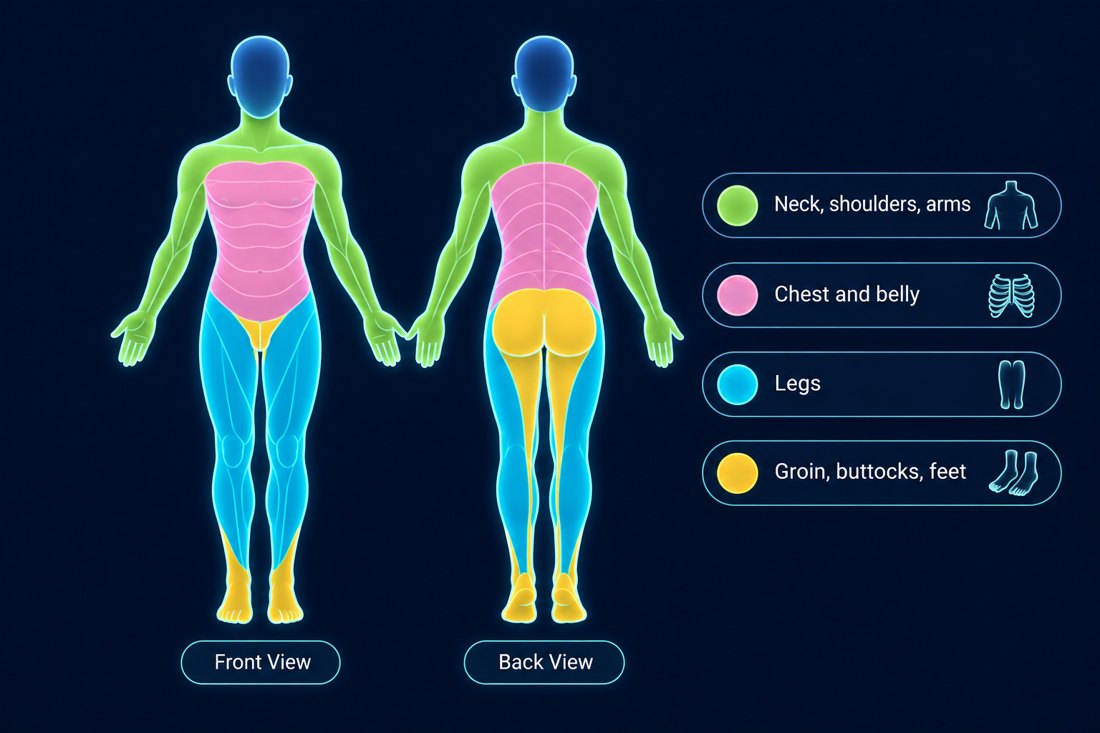 Neck, shoulders, arms
Chest and belly
Legs
Groin, buttocks, feet
Front View
Back View